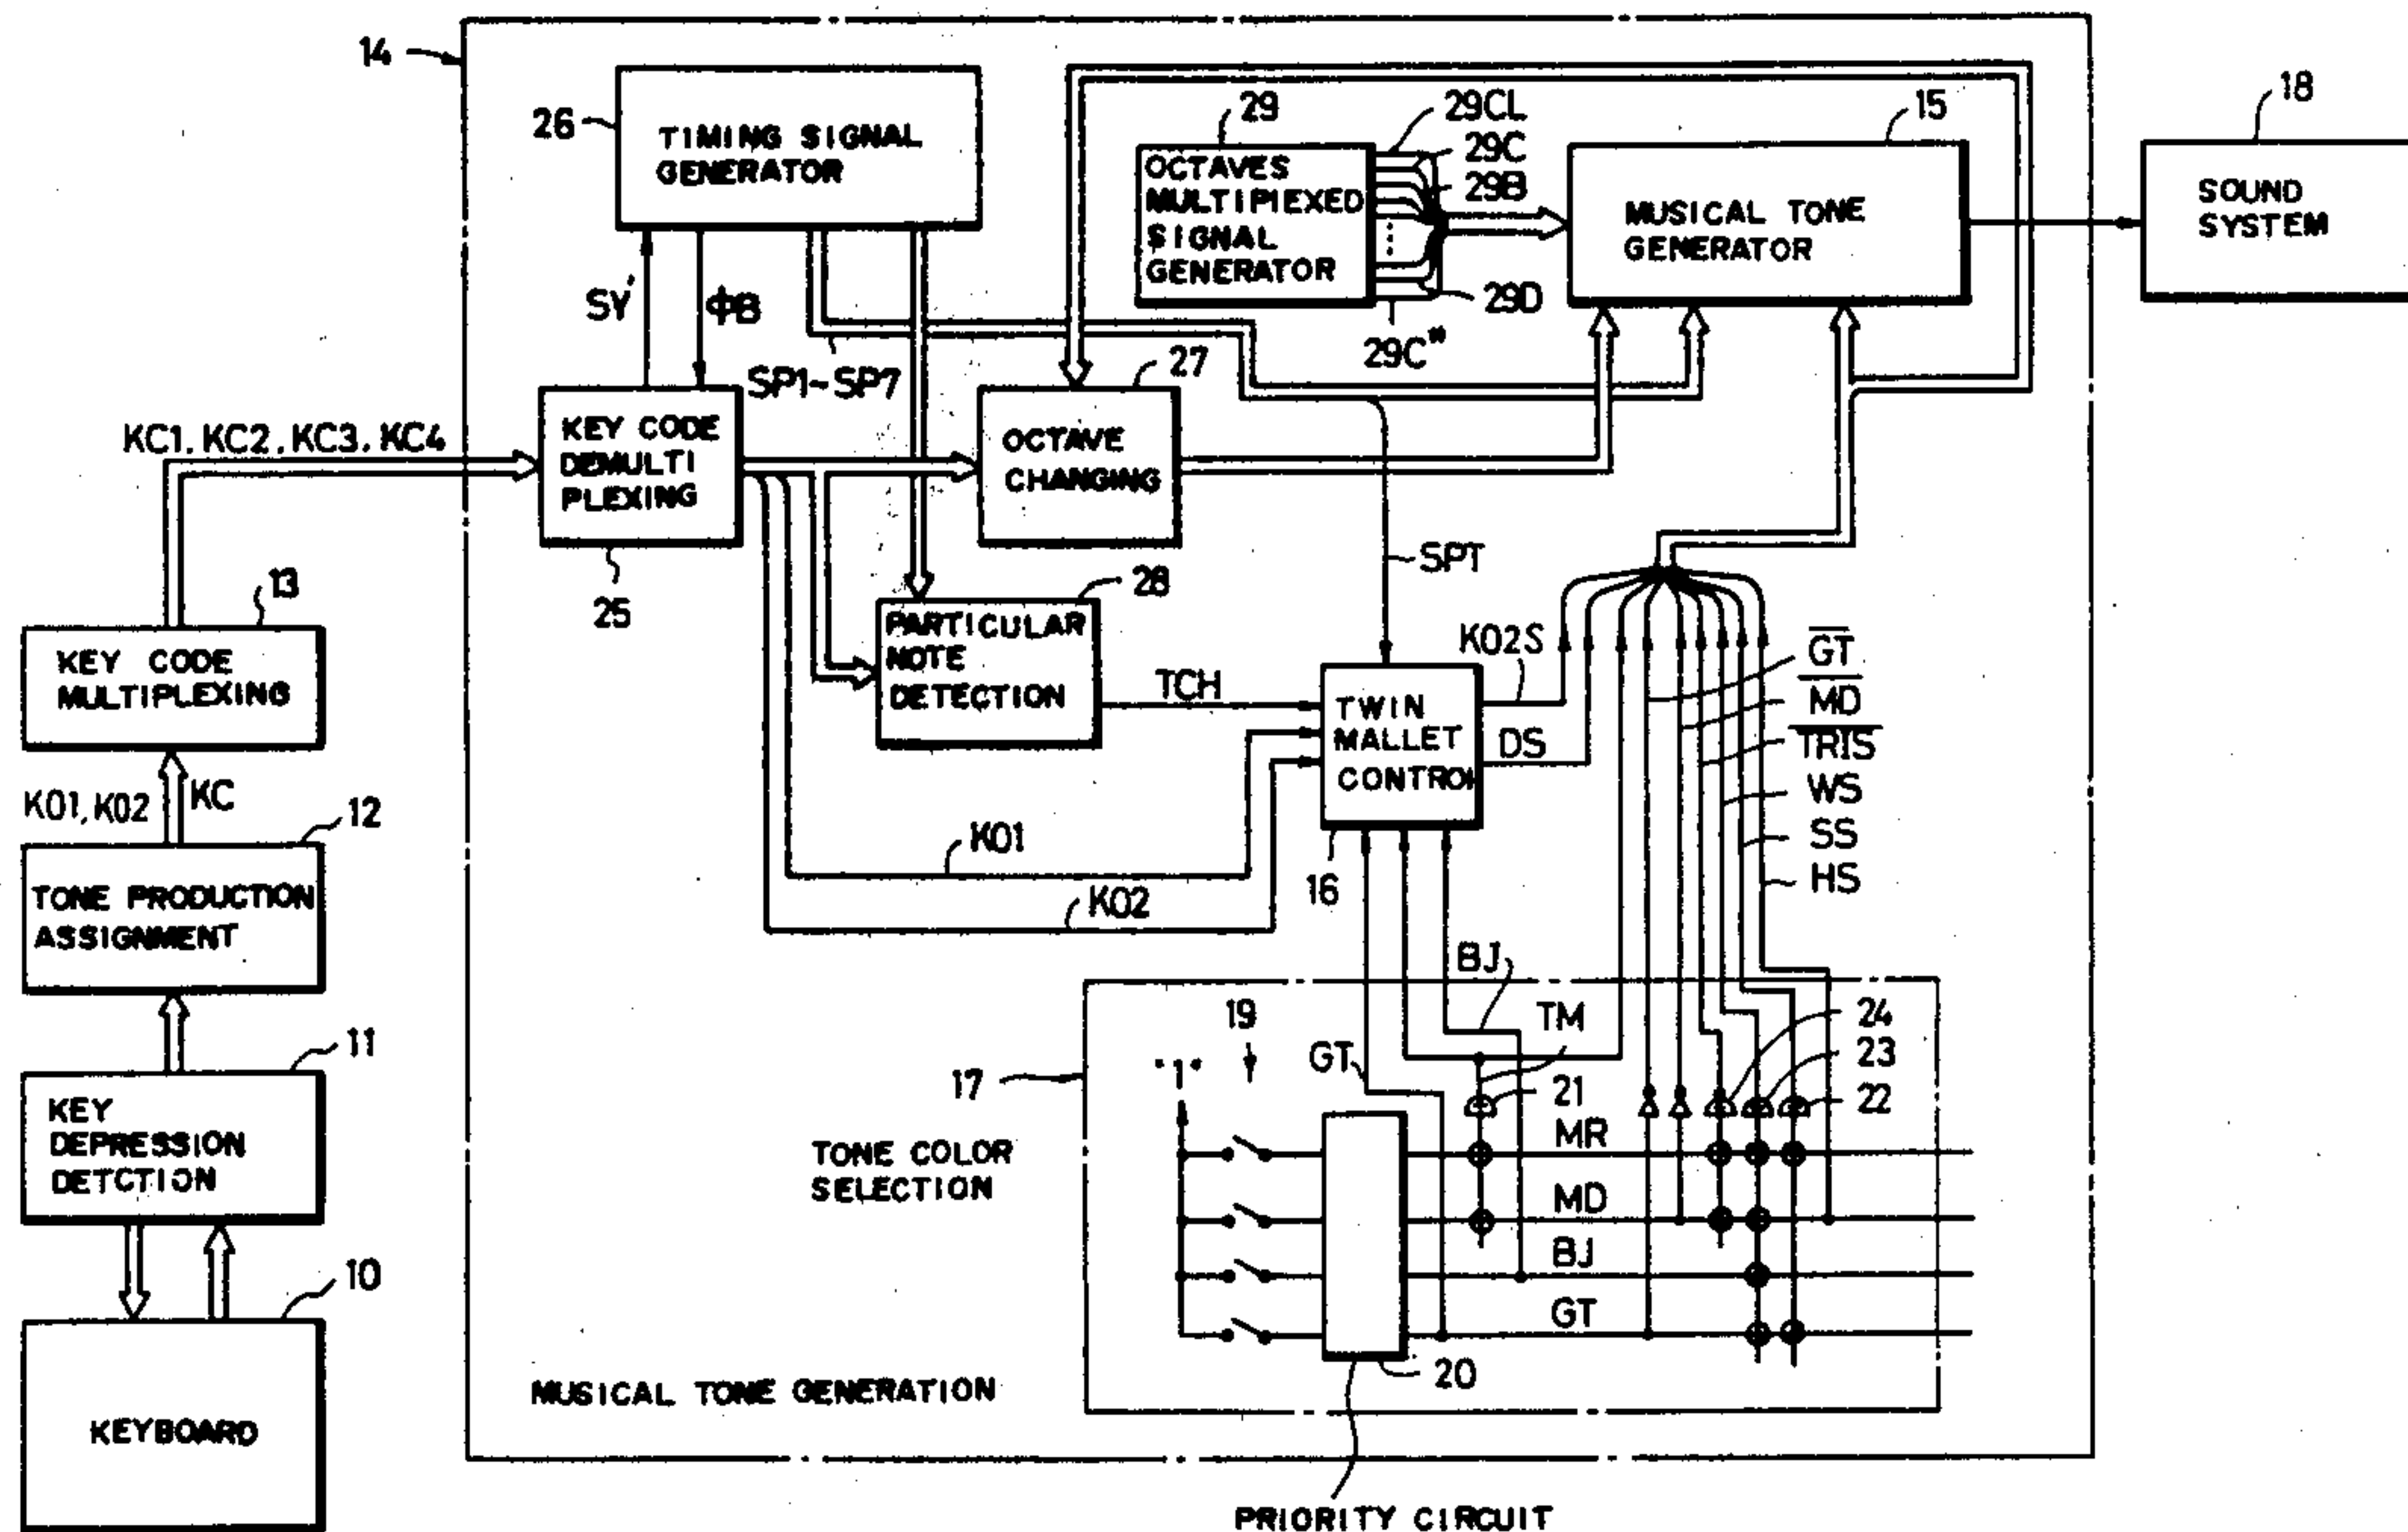 14
26
TIMING SIGNAL
GENERATOR
29
OCTAVES
MULTIPIEXED
SIGNAL
GENERATOR
29CL
29C
29B
29D
29C"
15
MUSICAL TONE
GENERATOR
18
SOUND
SYSTEM
SY'
ΦB
SP1~SP7
27
OCTAVE
CHANGING
KC1, KC2, KC3, KC4
KEY CODE
DEMULTI
PLEXING
25
SPT
28
PARTICULAR
NOTE
DETECTION
TCH
13
KEY CODE
MULTIPLEXING
K01, K02
KC
12
TONE PRODUCTION
ASSIGNMENT
11
KEY
DEPRESSION
DETCTION
10
KEYBOARD
TWIN
MALLET
CONTROL
16
K02S
DS
K01
K02
G̅T̅
M̅D̅
T̅R̅I̅S̅
WS
SS
HS
BJ
TM
GT
17
19
"1"
21
24
23
22
TONE COLOR
SELECTION
MR
MD
BJ
GT
20
MUSICAL TONE GENERATION
PRIORITY CIRCUIT